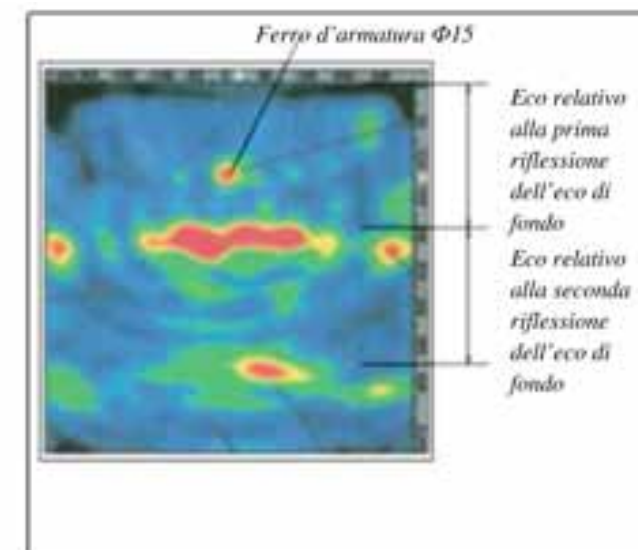 Ferro d'armatura Φ15
Eco relativo
alla prima
riflessione
dell'eco di
fondo
Eco relativo
alla seconda
riflessione
dell'eco di
fondo